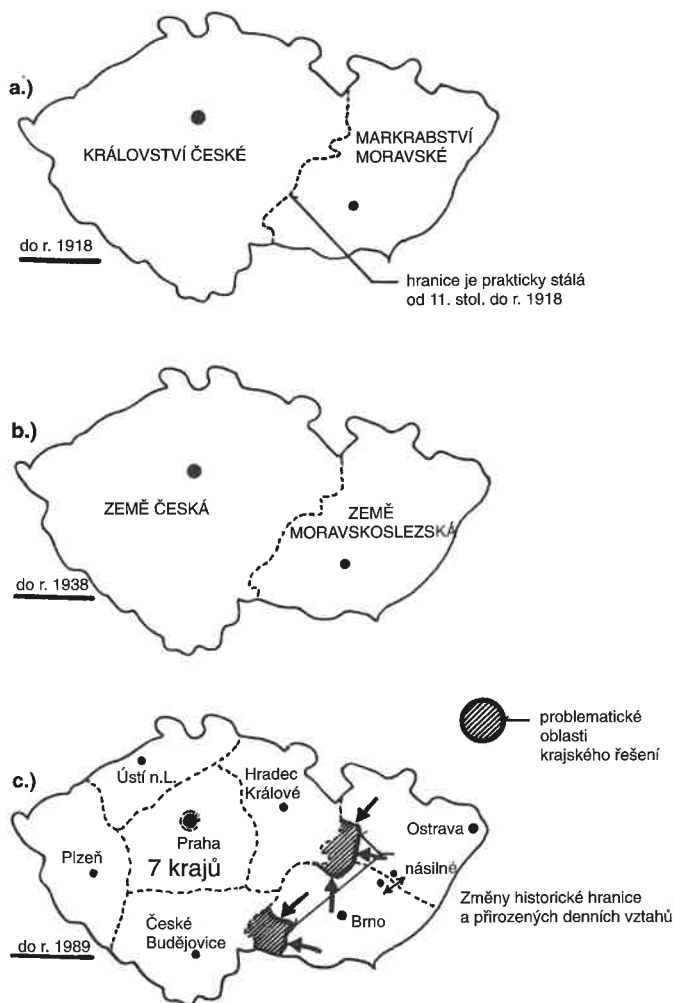 a.)
KRÁLOVSTVÍ ČESKÉ
MARKRABSTVÍ
MORAVSKÉ
do r. 1918
hranice je prakticky stálá
od 11. stol. do r. 1918
b.)
ZEMĚ ČESKÁ
ZEMĚ
MORAVSKOSLEZSKÁ
do r. 1938
problematické
oblasti
krajského řešení
c.)
Ústí n.L.
Hradec
Králové
Ostrava
Praha
Plzeň
7 krajů
násilné
Změny historické hranice
a přirozených denních vztahů
České
Budějovice
Brno
do r. 1989